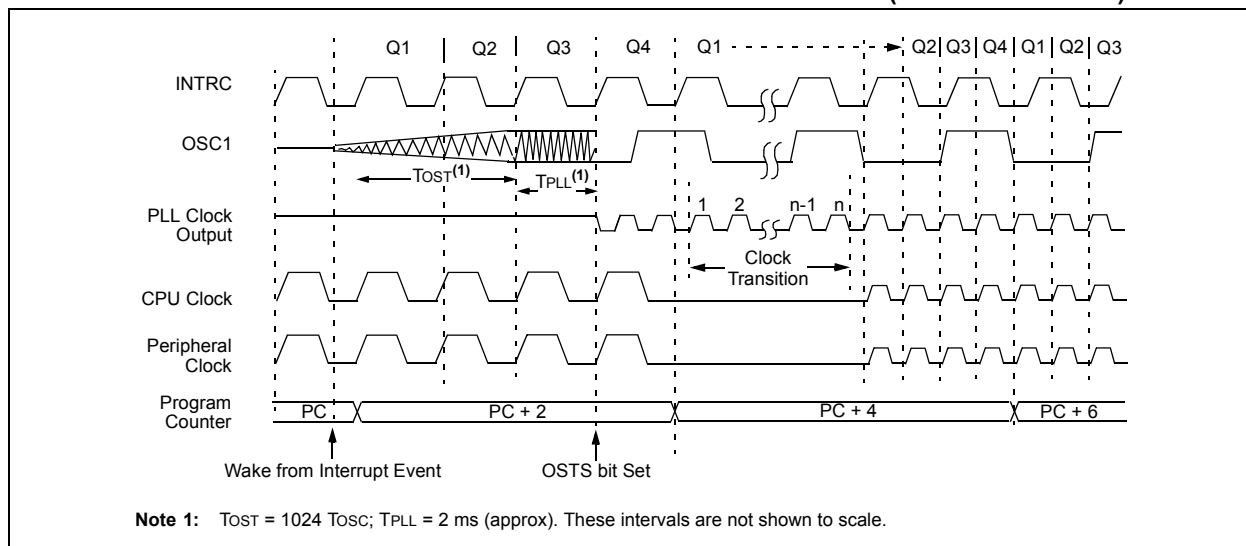 Q1 Q2 Q3 Q4 Q1 Q2 Q3 Q4 Q1 Q2 Q3
INTRC
OSC1
TOST(1) TPLL(1)
1 2 n-1 n
PLL Clock
Output
Clock
Transition
CPU Clock
Peripheral
Clock
Program
Counter
PC PC + 2 PC + 4 PC + 6
Wake from Interrupt Event OSTS bit Set
Note 1: TOST = 1024 TOSC; TPLL = 2 ms (approx). These intervals are not shown to scale.